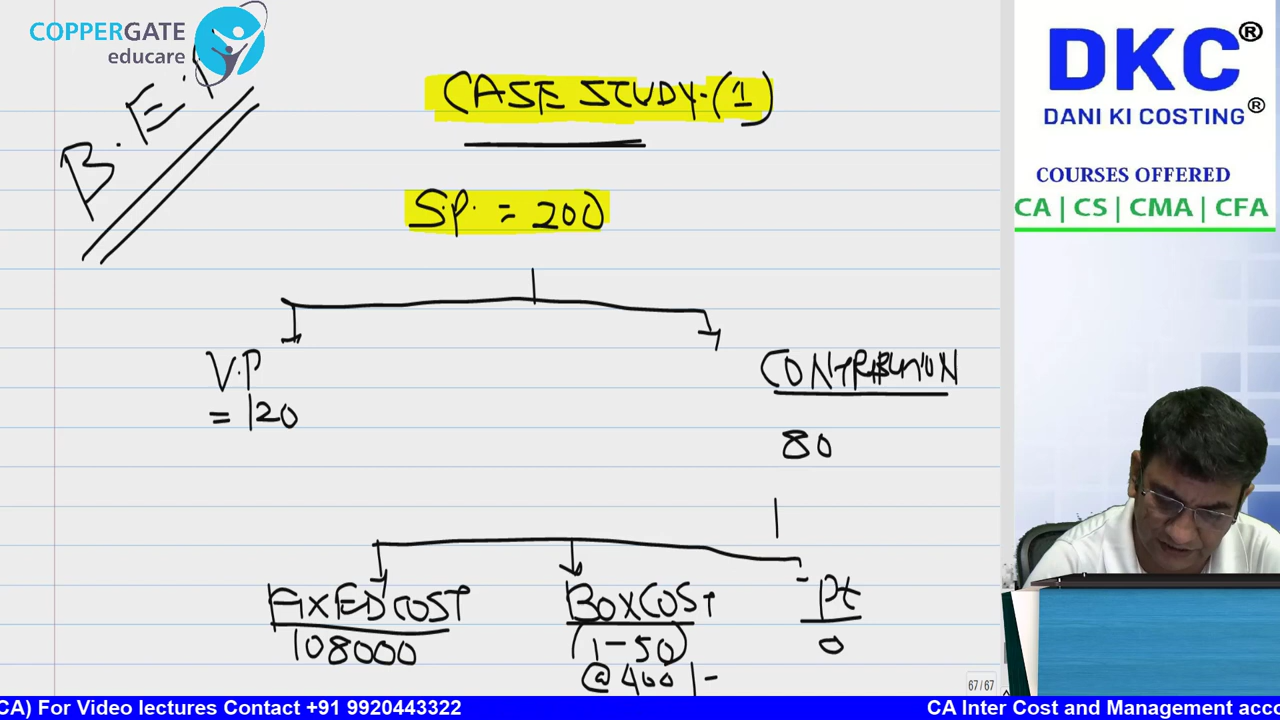 COPPERGATE
educare
B.E.P
CASE STUDY-(1)
S.P. = 200
V.P
= 120
CONTRIBUTION
80
FIXED COST
108000
BOX COST
(1-50)
@ 400/-
Pt
0
67/67
DKC®
DANI KI COSTING®
COURSES OFFERED
CA | CS | CMA | CFA
CA) For Video lectures Contact +91 9920443322
CA Inter Cost and Management acco